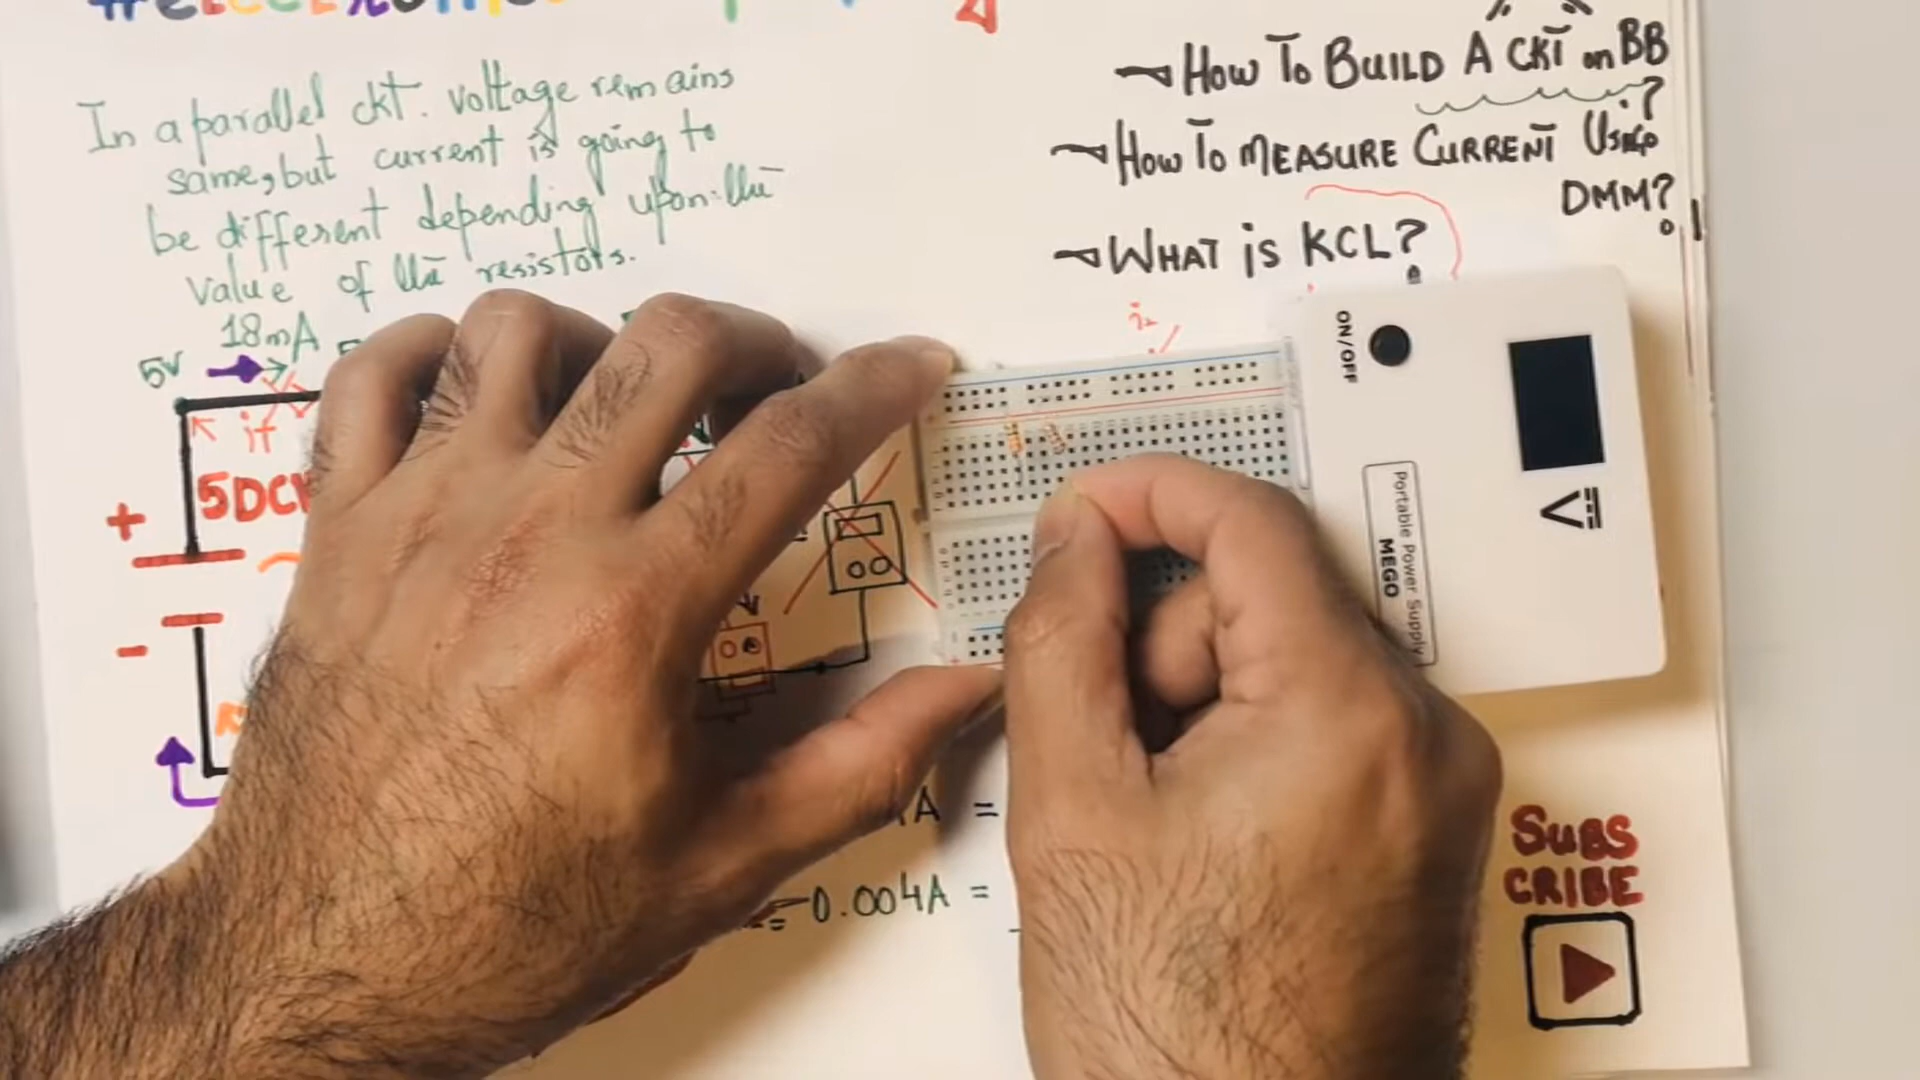 In a parallel ckt. voltage remains
same, but current is going to
be different depending upon the
value of the resistors.
How To BUILD A CKT on BB
?
How To MEASURE CURRENT USING
DMM?
WHAT is KCL?
18mA
5V
it
5DC
+
-
i2
ON/OFF
Portable Power Supply
MEGO
V
A =
= 0.004A =
SUBS
CRIBE